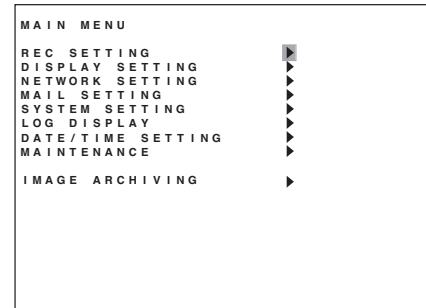 MAIN MENU
REC SETTING
DISPLAY SETTING
NETWORK SETTING
MAIL SETTING
SYSTEM SETTING
LOG DISPLAY
DATE/TIME SETTING
MAINTENANCE
IMAGE ARCHIVING